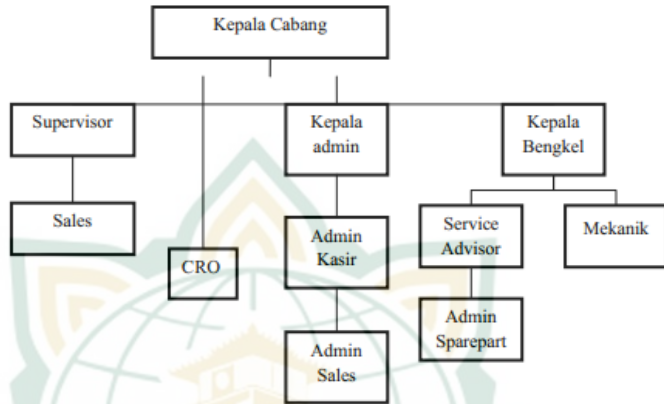 Kepala Cabang
Supervisor
Kepala
admin
Kepala
Bengkel
Sales
CRO
Admin
Kasir
Service
Advisor
Mekanik
Admin
Sales
Admin
Sparepart